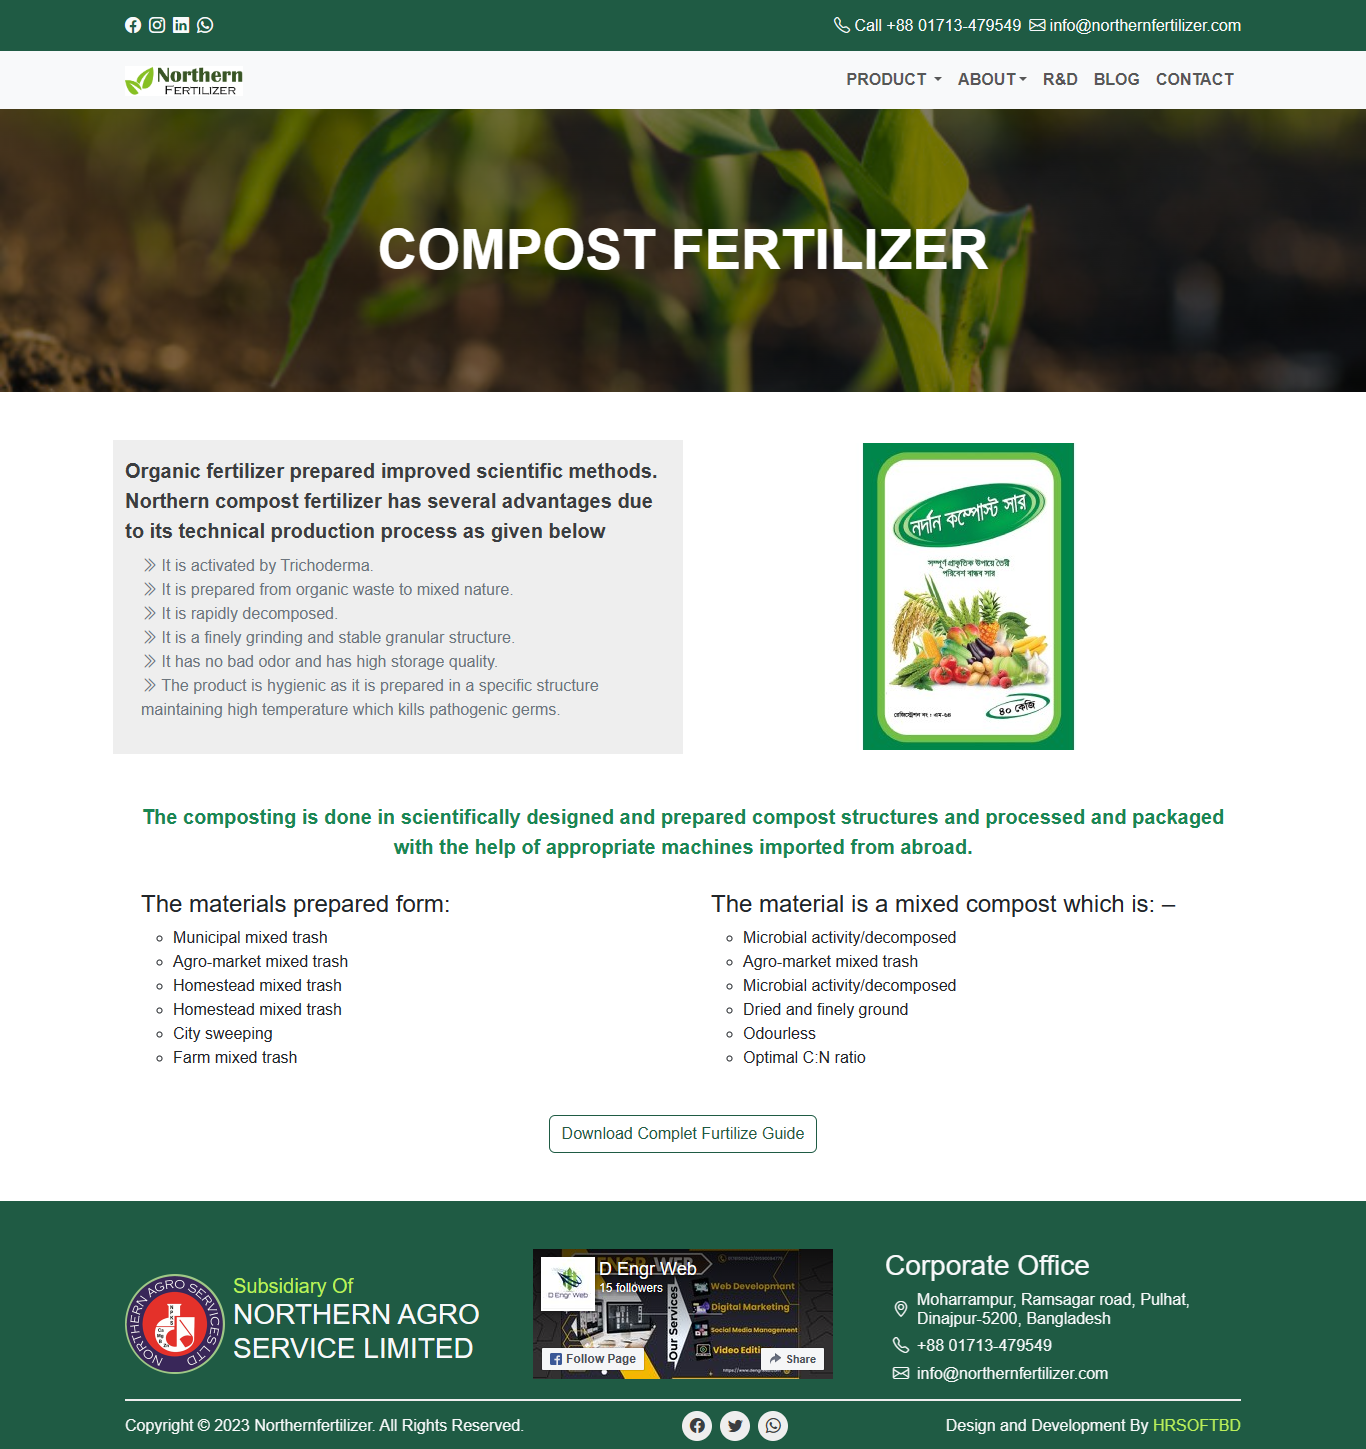 Call +88 01713-479549 info@northernfertilizer.com
Northern
FERTILIZER
PRODUCT ABOUT R&D BLOG CONTACT
COMPOST FERTILIZER
Organic fertilizer prepared improved scientific methods.
Northern compost fertilizer has several advantages due
to its technical production process as given below
It is activated by Trichoderma.
It is prepared from organic waste to mixed nature.
It is rapidly decomposed.
It is a finely grinding and stable granular structure.
It has no bad odor and has high storage quality.
The product is hygienic as it is prepared in a specific structure
maintaining high temperature which kills pathogenic germs.
নর্দান কম্পোস্ট সার
সম্পূর্ণ প্রাকৃতিক উপায়ে তৈরী
পরিবেশ বান্ধব সার
রেজিস্ট্রেশন নং : এম-৬৪
৪০ কেজি
The composting is done in scientifically designed and prepared compost structures and processed and packaged
with the help of appropriate machines imported from abroad.
The materials prepared form:
Municipal mixed trash
Agro-market mixed trash
Homestead mixed trash
Homestead mixed trash
City sweeping
Farm mixed trash
The material is a mixed compost which is: –
Microbial activity/decomposed
Agro-market mixed trash
Microbial activity/decomposed
Dried and finely ground
Odourless
Optimal C:N ratio
Download Complet Furtilize Guide
NORTHERN AGRO SERVICES LTD
Subsidiary Of
NORTHERN AGRO
SERVICE LIMITED
D Engr Web
D Engr Web
15 followers
Our Services
Web Development
Digital Marketing
Social Media Management
Video Editi
Follow Page
Share
Corporate Office
Moharrampur, Ramsagar road, Pulhat,
Dinajpur-5200, Bangladesh
+88 01713-479549
info@northernfertilizer.com
Copyright © 2023 Northernfertilizer. All Rights Reserved.
Design and Development By HRSOFTBD